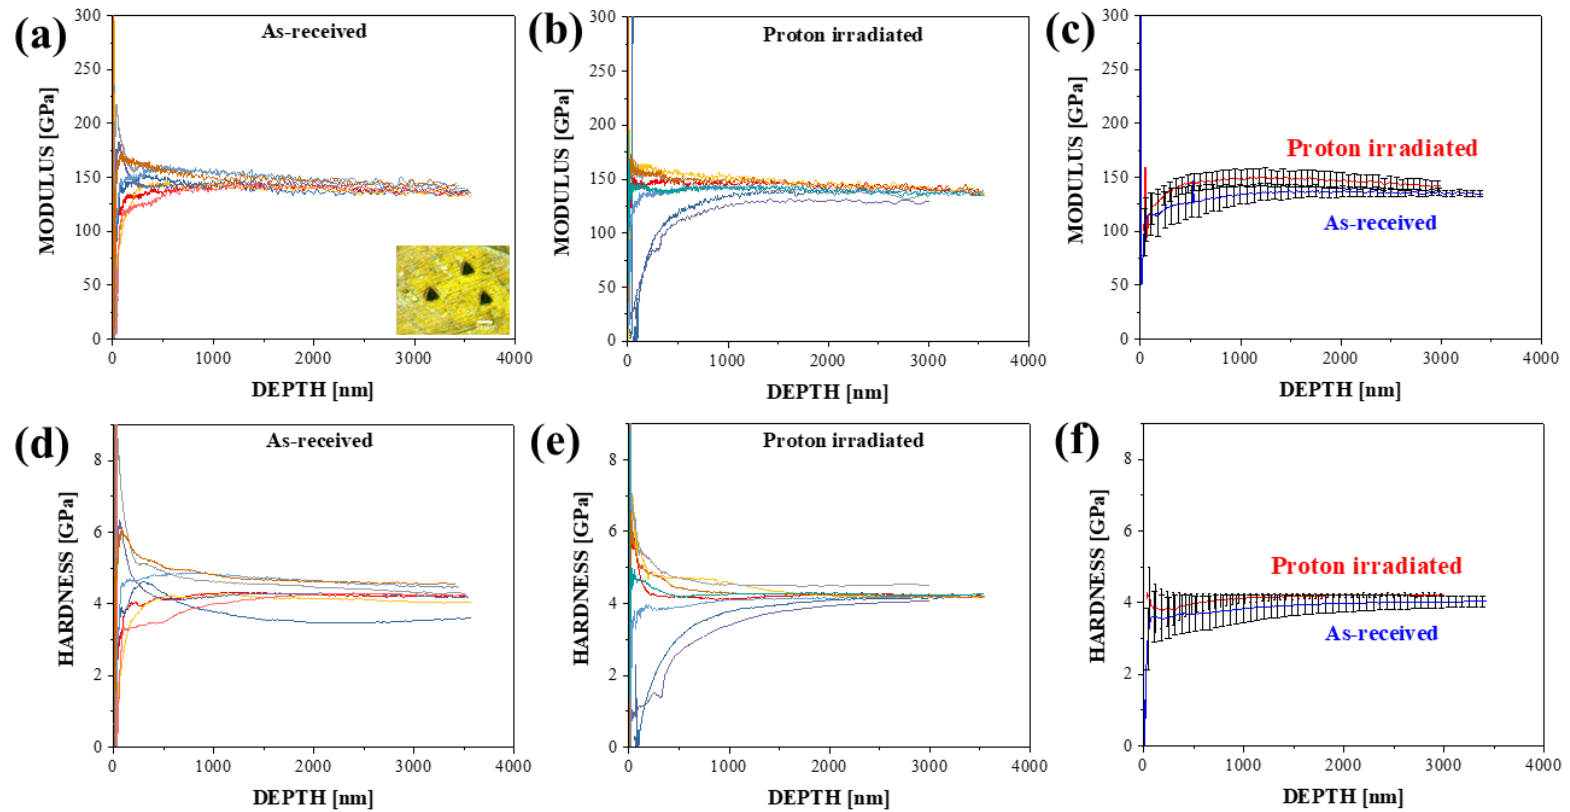 (a)
As-received
MODULUS [GPa]
300
250
200
150
100
50
0
0 1000 2000 3000 4000
DEPTH [nm]
(b)
Proton irradiated
MODULUS [GPa]
300
250
200
150
100
50
0
0 1000 2000 3000 4000
DEPTH [nm]
(c)
MODULUS [GPa]
300
250
200
150
100
50
0
Proton irradiated
As-received
0 1000 2000 3000 4000
DEPTH [nm]
(d)
As-received
HARDNESS [GPa]
8
6
4
2
0
0 1000 2000 3000 4000
DEPTH [nm]
(e)
Proton irradiated
HARDNESS [GPa]
8
6
4
2
0
0 1000 2000 3000 4000
DEPTH [nm]
(f)
HARDNESS [GPa]
8
6
4
2
0
Proton irradiated
As-received
0 1000 2000 3000 4000
DEPTH [nm]